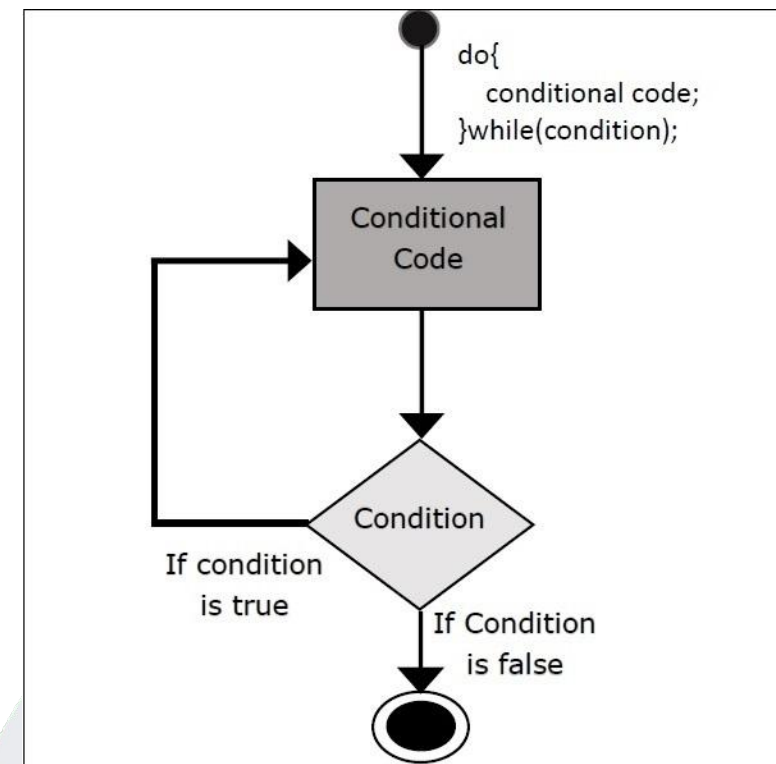 do{
conditional code;
}while(condition);
Conditional
Code
Condition
If condition
is true
If Condition
is false